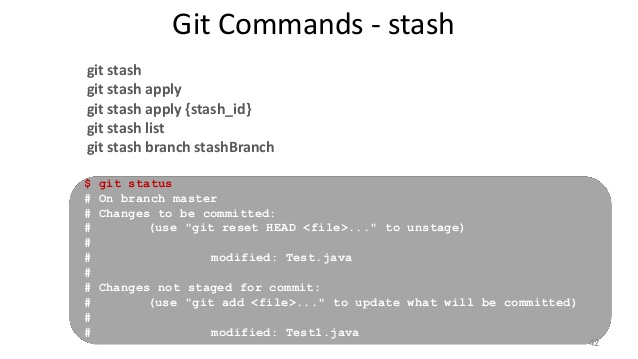 Git Commands - stash
git stash
git stash apply
git stash apply {stash_id}
git stash list
git stash branch stashBranch
$ git status
# On branch master
# Changes to be committed:
# (use "git reset HEAD <file>..." to unstage)
#
# modified: Test.java
#
# Changes not staged for commit:
# (use "git add <file>..." to update what will be committed)
#
# modified: Test1.java
42